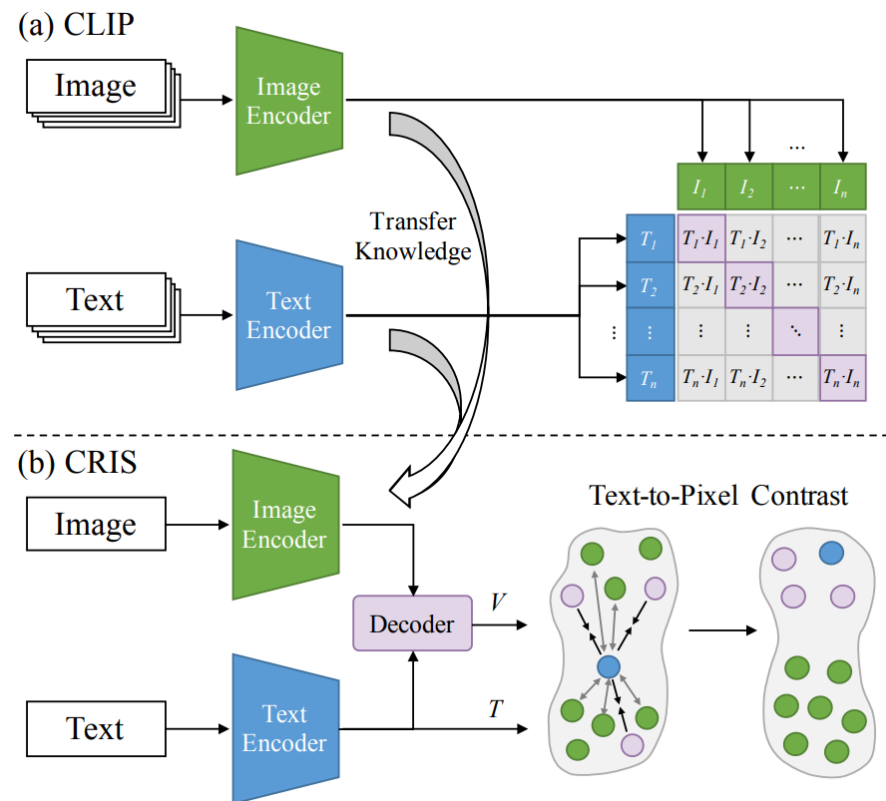 (a) CLIP
Image
Image
Encoder
Transfer
Knowledge
Text
Text
Encoder
...
I₁ I₂ ... Iₙ
T₁ T₁·I₁ T₁·I₂ ... T₁·Iₙ
T₂ T₂·I₁ T₂·I₂ ... T₂·Iₙ
⋮ ⋮ ⋮ ⋮ ⋱ ⋮
Tₙ Tₙ·I₁ Tₙ·I₂ ... Tₙ·Iₙ
(b) CRIS
Image
Image
Encoder
Decoder
V
Text
Text
Encoder
T
Text-to-Pixel Contrast